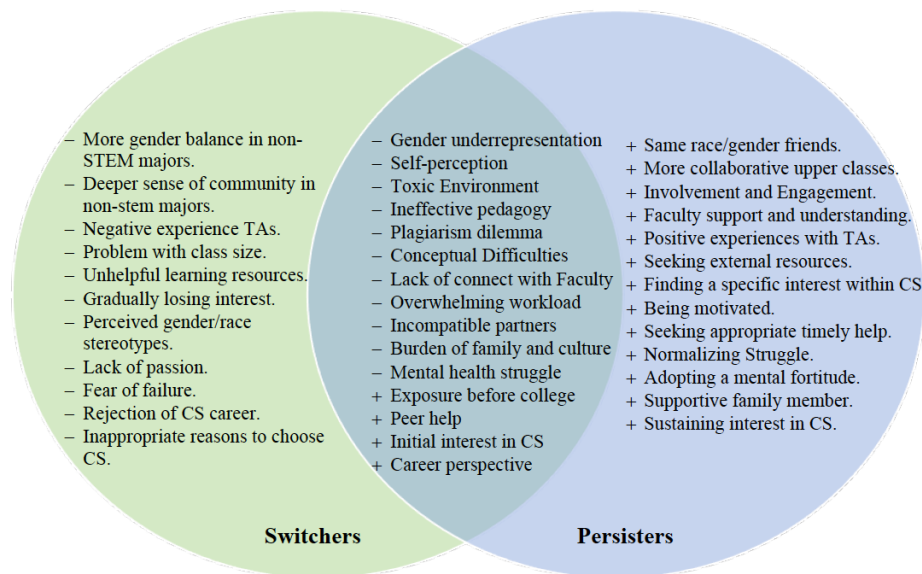 – More gender balance in non-
STEM majors.
– Deeper sense of community in
non-stem majors.
– Negative experience TAs.
– Problem with class size.
– Unhelpful learning resources.
– Gradually losing interest.
– Perceived gender/race
stereotypes.
– Lack of passion.
– Fear of failure.
– Rejection of CS career.
– Inappropriate reasons to choose
CS.
– Gender underrepresentation
– Self-perception
– Toxic Environment
– Ineffective pedagogy
– Plagiarism dilemma
– Conceptual Difficulties
– Lack of connect with Faculty
– Overwhelming workload
– Incompatible partners
– Burden of family and culture
– Mental health struggle
+ Exposure before college
+ Peer help
+ Initial interest in CS
+ Career perspective
+ Same race/gender friends.
+ More collaborative upper classes.
+ Involvement and Engagement.
+ Faculty support and understanding.
+ Positive experiences with TAs.
+ Seeking external resources.
+ Finding a specific interest within CS
+ Being motivated.
+ Seeking appropriate timely help.
+ Normalizing Struggle.
+ Adopting a mental fortitude.
+ Supportive family member.
+ Sustaining interest in CS.
Switchers
Persisters